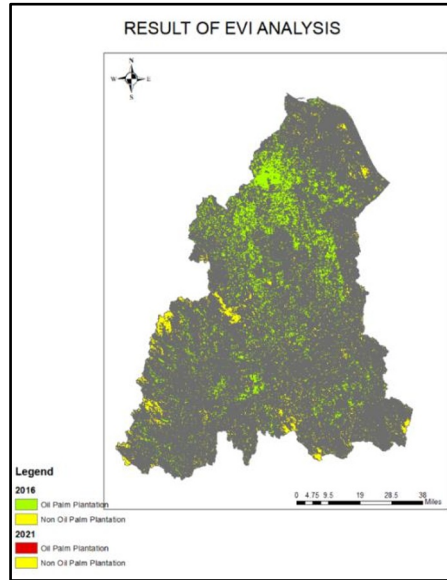 RESULT OF EVI ANALYSIS
N
W E
S
Legend
2016
Oil Palm Plantation
Non Oil Palm Plantation
2021
Oil Palm Plantation
Non Oil Palm Plantation
0 4.75 9.5 19 28.5 38
Miles